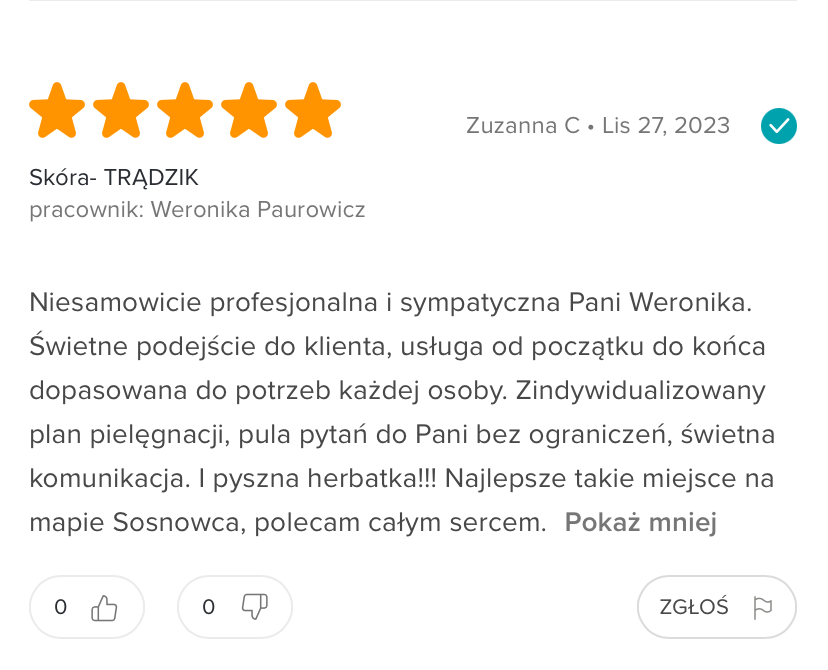 Zuzanna C • Lis 27, 2023
Skóra- TRĄDZIK
pracownik: Weronika Paurowicz
Niesamowicie profesjonalna i sympatyczna Pani Weronika.
Świetne podejście do klienta, usługa od początku do końca
dopasowana do potrzeb każdej osoby. Zindywidualizowany
plan pielęgnacji, pula pytań do Pani bez ograniczeń, świetna
komunikacja. I pyszna herbatka!!! Najlepsze takie miejsce na
mapie Sosnowca, polecam całym sercem. Pokaż mniej
0 0 ZGŁOŚ